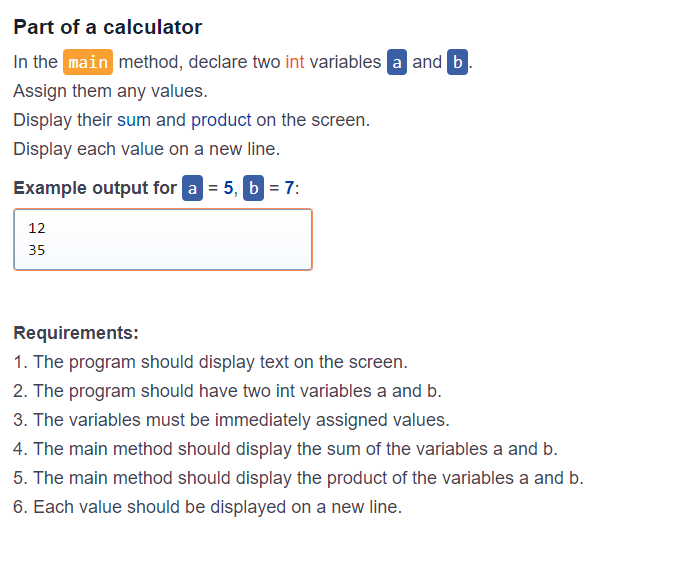 Part of a calculator
In the main method, declare two int variables a and b.
Assign them any values.
Display their sum and product on the screen.
Display each value on a new line.
Example output for a = 5, b = 7:
12
35
Requirements:
1. The program should display text on the screen.
2. The program should have two int variables a and b.
3. The variables must be immediately assigned values.
4. The main method should display the sum of the variables a and b.
5. The main method should display the product of the variables a and b.
6. Each value should be displayed on a new line.